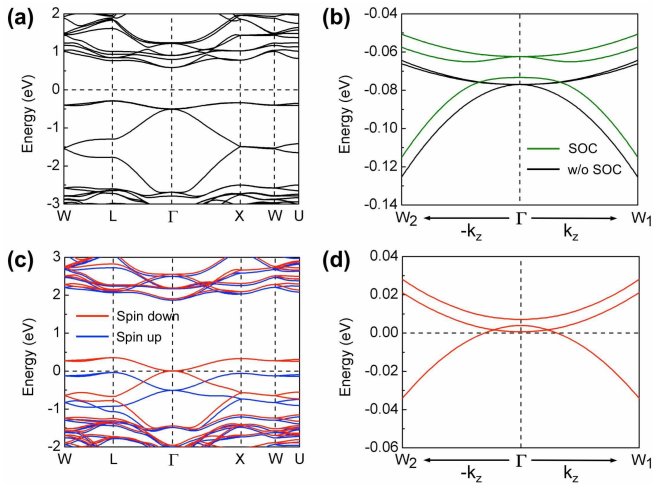 (a)
2
1
0
-1
-2
-3
Energy (eV)
W L Γ X W U
(b)
-0.04
-0.06
-0.08
-0.10
-0.12
-0.14
Energy (eV)
SOC
w/o SOC
W2 Γ W1
-kz kz
(c)
3
2
1
0
-1
-2
Energy (eV)
Spin down
Spin up
W L Γ X W U
(d)
0.04
0.02
0.00
-0.02
-0.04
-0.06
Energy (eV)
W2 Γ W1
-kz kz